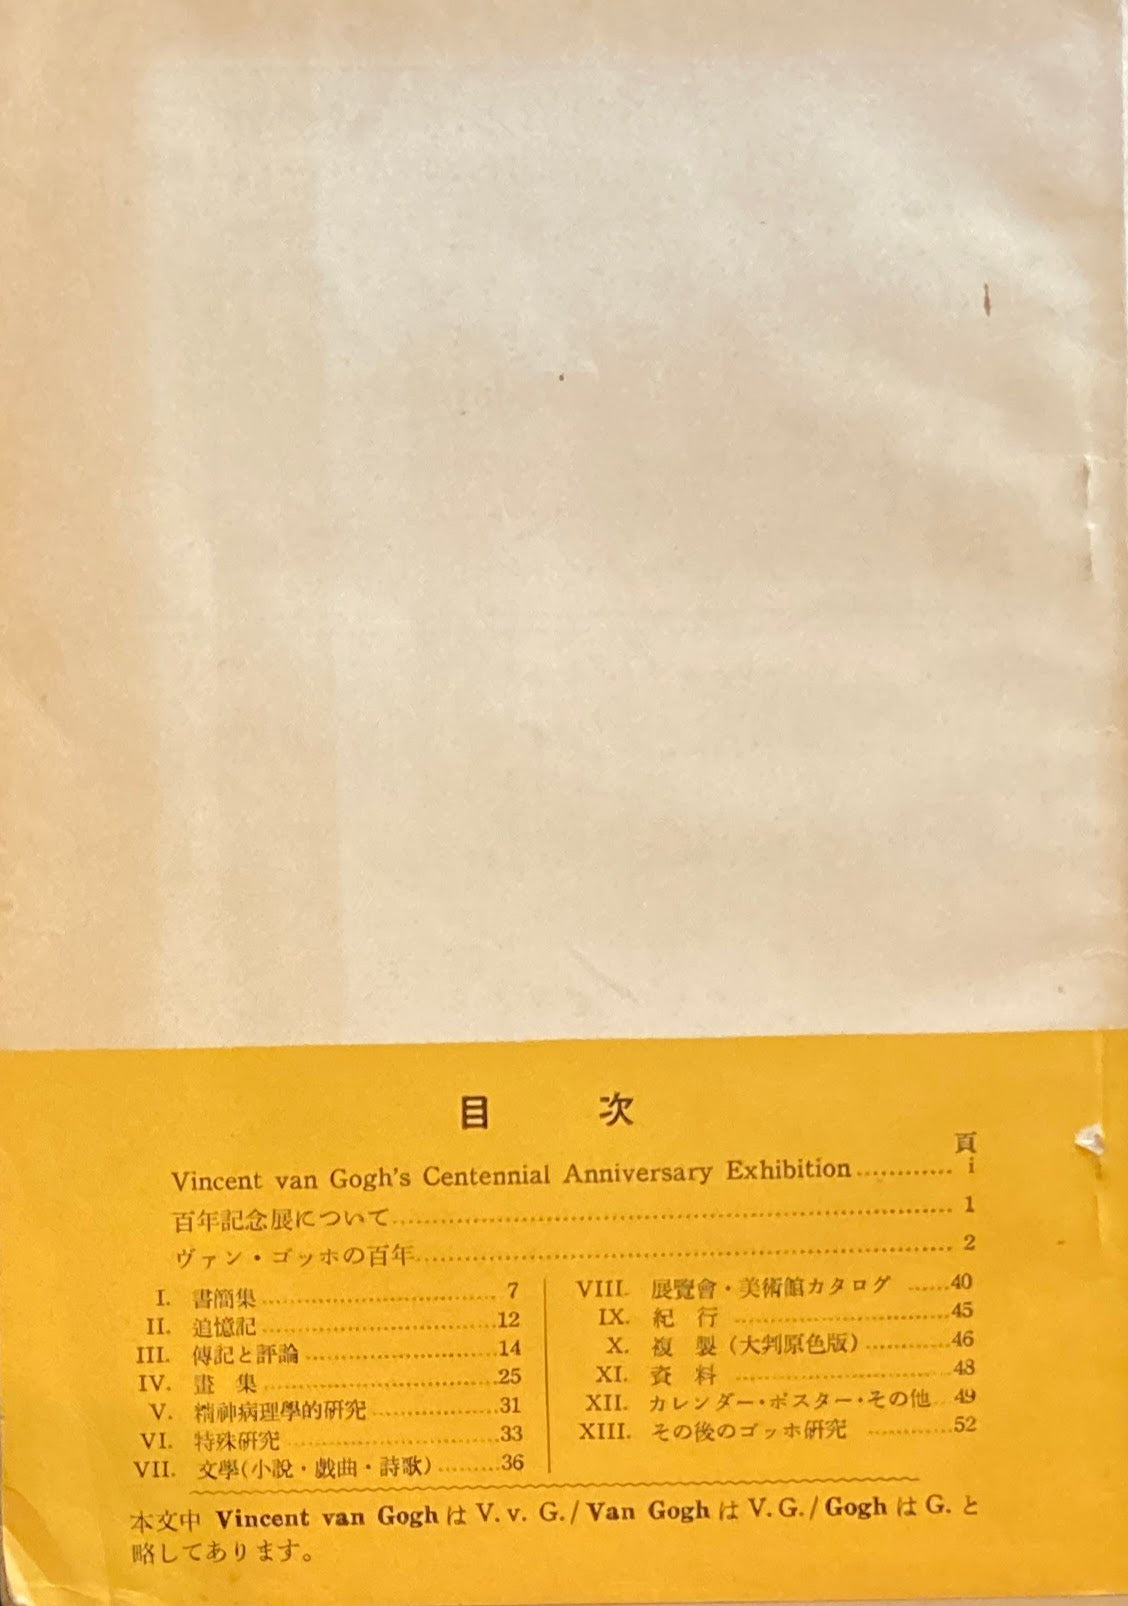 目 次
頁
Vincent van Gogh's Centennial Anniversary Exhibition............ i
百年記念展について............ 1
ヴァン・ゴッホの百年............ 2
I. 書簡集............ 7
II. 追憶記............12
III. 傳記と評論............14
IV. 畫 集............25
V. 精神病理學的研究............31
VI. 特殊研究............33
VII. 文學(小説・戯曲・詩歌).........36
VIII. 展覽會・美術館カタログ ......40
IX. 紀 行 ............45
X. 複 製 (大判原色版)............46
XI. 資 料 ............48
XII. カレンダー・ポスター・その他...49
XIII. その後のゴッホ研究 ............52
本文中 Vincent van Gogh は V. v. G. / Van Gogh は V. G. / Gogh は G. と
略してあります。